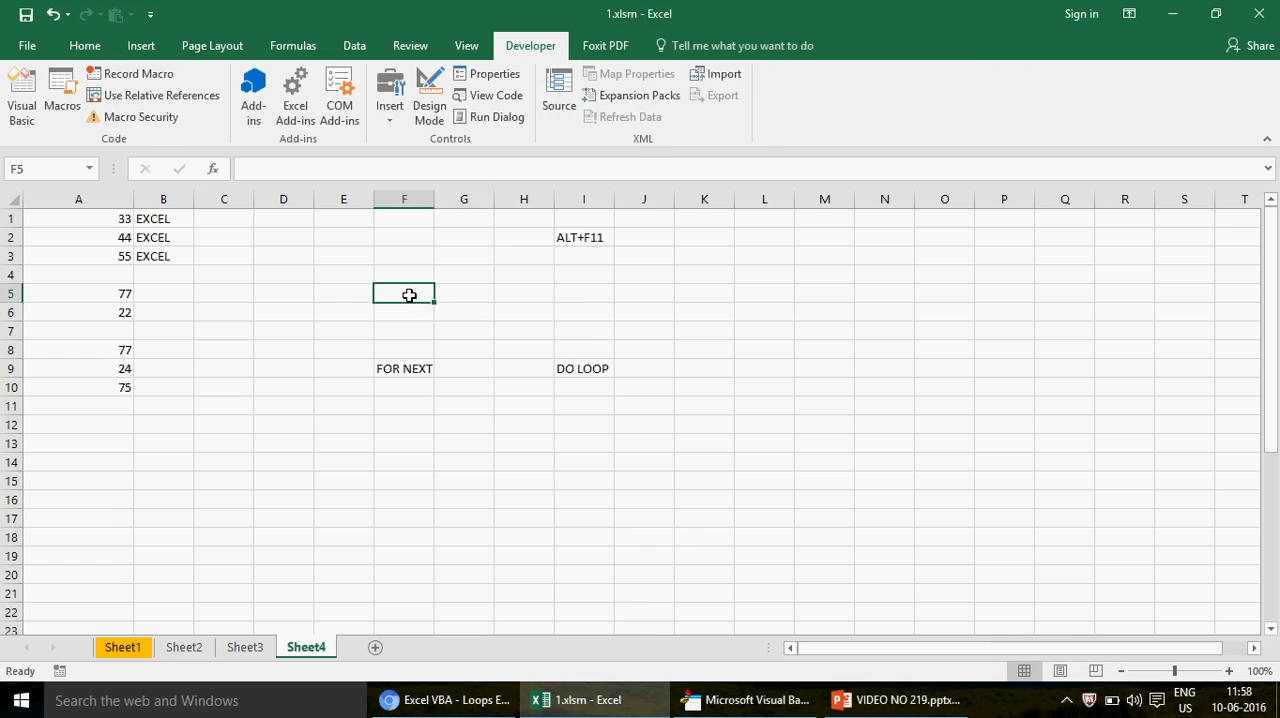 1.xlsm - Excel
Sign in
File Home Insert Page Layout Formulas Data Review View Developer Foxit PDF Tell me what you want to do Share
Visual Basic
Macros
Record Macro
Use Relative References
Macro Security
Code
Add-ins
Excel Add-ins
COM Add-ins
Add-ins
Insert
Design Mode
Properties
View Code
Run Dialog
Controls
Source
Map Properties
Expansion Packs
Refresh Data
Import
Export
XML
F5 fx
A B C D E F G H I J K L M N O P Q R S T
1 33 EXCEL
2 44 EXCEL ALT+F11
3 55 EXCEL
4
5 77
6 22
7
8 77
9 24 FOR NEXT DO LOOP
10 75
11
12
13
14
15
16
17
18
19
20
21
22
23
Sheet1 Sheet2 Sheet3 Sheet4
Ready 100%
Search the web and Windows
Excel VBA - Loops E...
1.xlsm - Excel
Microsoft Visual Ba...
VIDEO NO 219.pptx...
ENG
US
11:58
10-06-2016